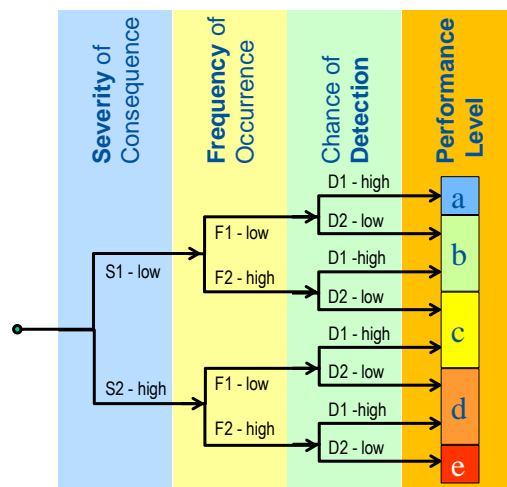 Severity of
Consequence
Frequency of
Occurrence
Chance of
Detection
Performance
Level
D1 - high
a
D2 - low
F1 - low
b
S1 - low
F2 - high
D1 -high
D2 - low
c
D1 - high
D2 - low
S2 - high
F1 - low
d
F2 - high
D1 -high
D2 - low
e